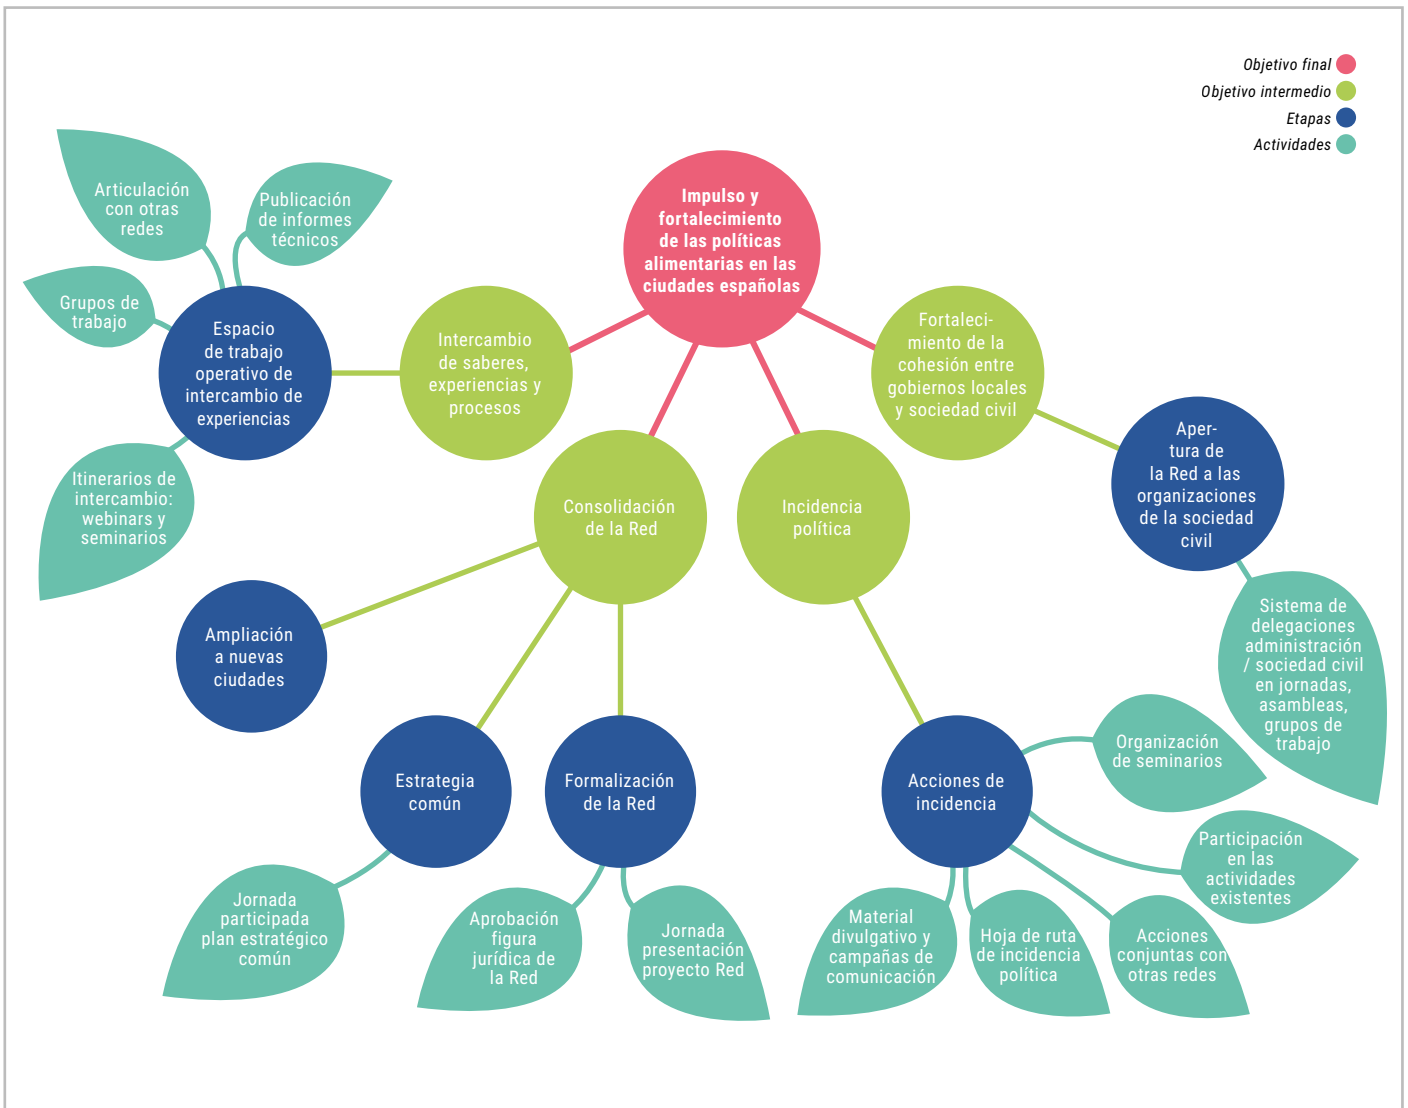 Objetivo final
Objetivo intermedio
Etapas
Actividades
Impulso y
fortalecimiento
de las políticas
alimentarias en las
ciudades españolas
Articulación
con otras
redes
Publicación
de informes
técnicos
Grupos de
trabajo
Espacio
de trabajo
operativo de
intercambio de
experiencias
Intercambio
de saberes,
experiencias y
procesos
Fortaleci-
miento de la
cohesión entre
gobiernos locales
y sociedad civil
Aper-
tura de
la Red a las
organizaciones
de la sociedad
civil
Itinerarios de
intercambio:
webinars y
seminarios
Consolidación
de la Red
Incidencia
política
Sistema de
delegaciones
administración
/ sociedad civil
en jornadas,
asambleas,
grupos de
trabajo
Ampliación
a nuevas
ciudades
Estrategia
común
Formalización
de la Red
Acciones de
incidencia
Organización
de seminarios
Participación
en las
actividades
existentes
Jornada
participada
plan estratégico
común
Aprobación
figura
jurídica de
la Red
Jornada
presentación
proyecto Red
Material
divulgativo y
campañas de
comunicación
Hoja de ruta
de incidencia
política
Acciones
conjuntas con
otras redes